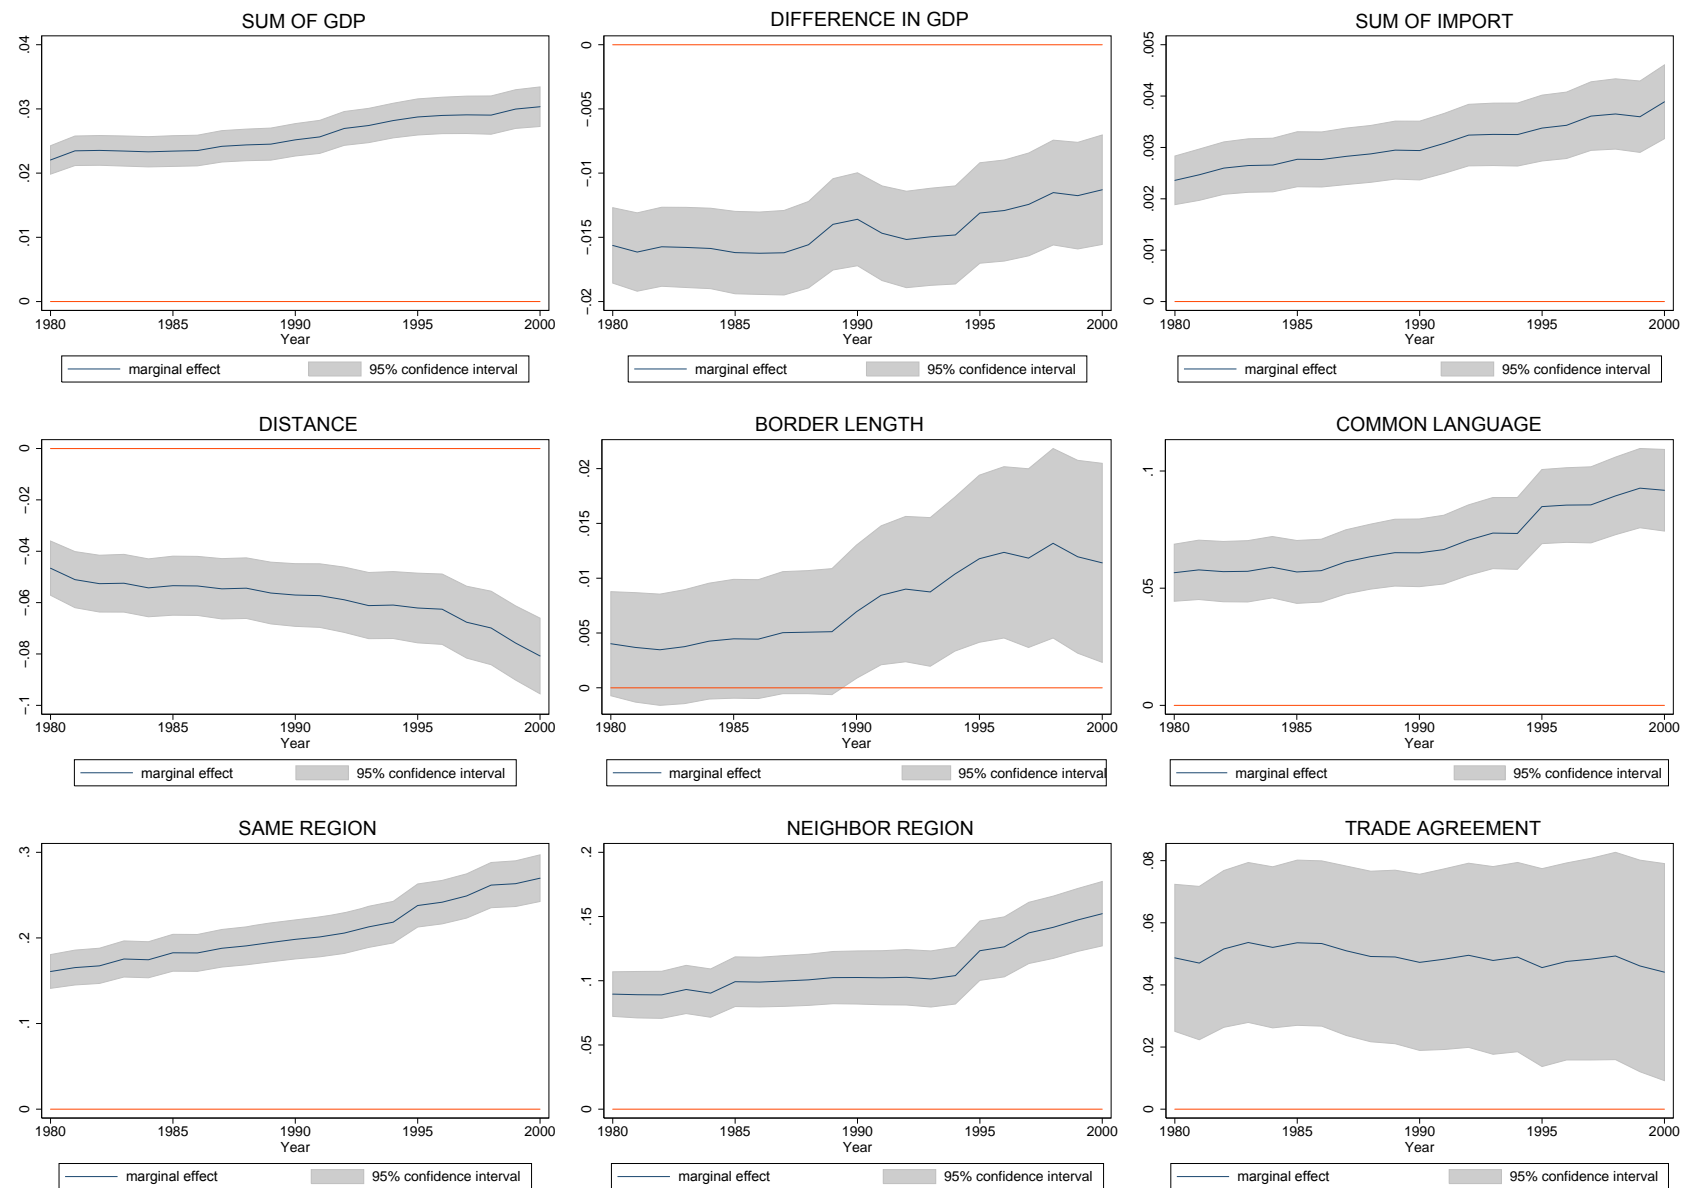 SUM OF GDP
.04
.03
.02
.01
0
1980 1985 1990 1995 2000
Year
marginal effect 95% confidence interval
DIFFERENCE IN GDP
0
-.005
-.01
-.015
-.02
1980 1985 1990 1995 2000
Year
marginal effect 95% confidence interval
SUM OF IMPORT
.005
.004
.003
.002
.001
0
1980 1985 1990 1995 2000
Year
marginal effect 95% confidence interval
DISTANCE
0
-.02
-.04
-.06
-.08
-.1
1980 1985 1990 1995 2000
Year
marginal effect 95% confidence interval
BORDER LENGTH
.02
.015
.01
.005
0
1980 1985 1990 1995 2000
Year
marginal effect 95% confidence interval
COMMON LANGUAGE
.1
.05
0
1980 1985 1990 1995 2000
Year
marginal effect 95% confidence interval
SAME REGION
.3
.2
.1
0
1980 1985 1990 1995 2000
Year
marginal effect 95% confidence interval
NEIGHBOR REGION
.2
.15
.1
.05
0
1980 1985 1990 1995 2000
Year
marginal effect 95% confidence interval
TRADE AGREEMENT
.08
.06
.04
.02
0
1980 1985 1990 1995 2000
Year
marginal effect 95% confidence interval